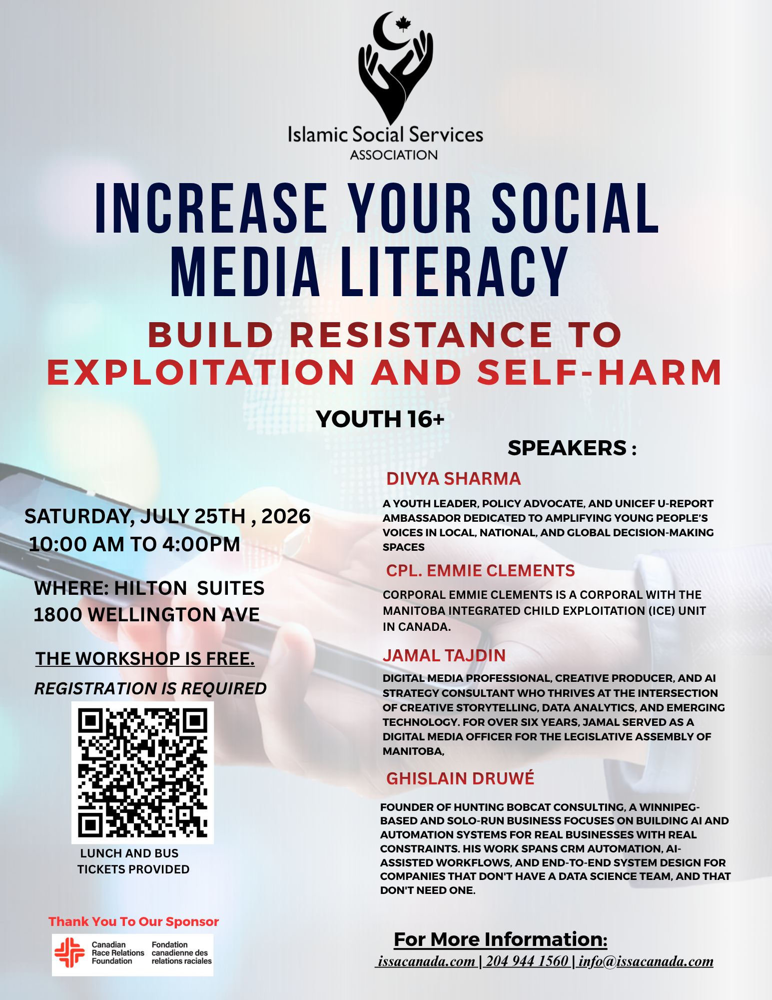 Islamic Social Services
ASSOCIATION
INCREASE YOUR SOCIAL
MEDIA LITERACY
BUILD RESISTANCE TO
EXPLOITATION AND SELF-HARM
YOUTH 16+
SATURDAY, JULY 25TH , 2026
10:00 AM TO 4:00PM
WHERE: HILTON SUITES
1800 WELLINGTON AVE
THE WORKSHOP IS FREE.
REGISTRATION IS REQUIRED
LUNCH AND BUS
TICKETS PROVIDED
Thank You To Our Sponsor
Canadian
Race Relations
Foundation
Fondation
canadienne des
relations raciales
SPEAKERS :
DIVYA SHARMA
A YOUTH LEADER, POLICY ADVOCATE, AND UNICEF U-REPORT
AMBASSADOR DEDICATED TO AMPLIFYING YOUNG PEOPLE’S
VOICES IN LOCAL, NATIONAL, AND GLOBAL DECISION-MAKING
SPACES
CPL. EMMIE CLEMENTS
CORPORAL EMMIE CLEMENTS IS A CORPORAL WITH THE
MANITOBA INTEGRATED CHILD EXPLOITATION (ICE) UNIT
IN CANADA.
JAMAL TAJDIN
DIGITAL MEDIA PROFESSIONAL, CREATIVE PRODUCER, AND AI
STRATEGY CONSULTANT WHO THRIVES AT THE INTERSECTION
OF CREATIVE STORYTELLING, DATA ANALYTICS, AND EMERGING
TECHNOLOGY. FOR OVER SIX YEARS, JAMAL SERVED AS A
DIGITAL MEDIA OFFICER FOR THE LEGISLATIVE ASSEMBLY OF
MANITOBA,
GHISLAIN DRUWÉ
FOUNDER OF HUNTING BOBCAT CONSULTING, A WINNIPEG-
BASED AND SOLO-RUN BUSINESS FOCUSES ON BUILDING AI AND
AUTOMATION SYSTEMS FOR REAL BUSINESSES WITH REAL
CONSTRAINTS. HIS WORK SPANS CRM AUTOMATION, AI-
ASSISTED WORKFLOWS, AND END-TO-END SYSTEM DESIGN FOR
COMPANIES THAT DON'T HAVE A DATA SCIENCE TEAM, AND THAT
DON'T NEED ONE.
For More Information:
issacanada.com | 204 944 1560 | info@issacanada.com